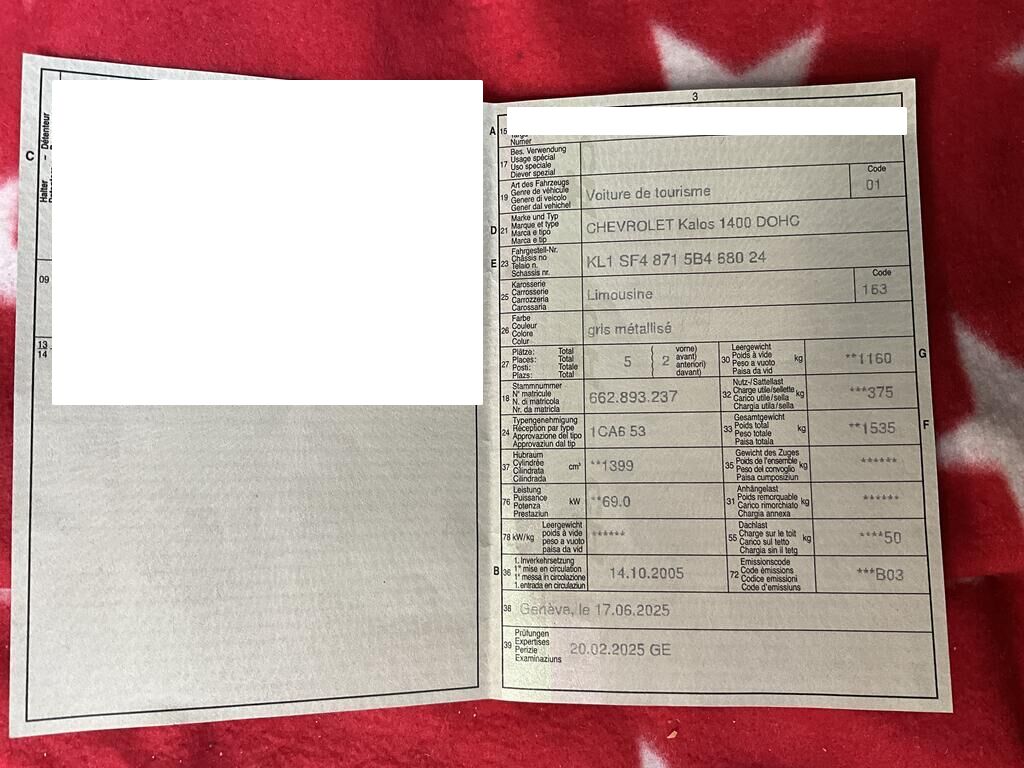 C
Halter - Détenteur
09
13
14
3
A 15
Numer
17 Bes. Verwendung
Usage spécial
Uso speciale
Diever spezial
19 Art des Fahrzeugs
Genre de véhicule
Genere di veicolo
Gener dal vehichel
Voiture de tourisme
Code
01
D 21 Marke und Typ
Marque et type
Marca e tipo
Marca e tip
CHEVROLET Kalos 1400 DOHC
E 23 Fahrgestell-Nr.
Châssis no
Telaio n.
Schassis nr.
KL1 SF4 871 5B4 680 24
25 Karosserie
Carrosserie
Carrozzeria
Carossaria
Limousine
Code
163
26 Farbe
Couleur
Colore
Colur
gris métallisé
27 Plätze: Total
Places: Total
Posti: Totale
Plazs: Total
5 ( 2 vorne)
avant)
anteriori)
davant)
30 Leergewicht
Poids à vide
Peso a vuoto
Paisa da vid
kg
**1160
G
18 Stammnummer
N° matricule
N. di matricola
Nr. da matricla
662.893.237
32 Nutz-/Sattellast
Charge utile/sellette
Carico utile/sella
Chargia utila/sella
kg
***375
24 Typengenehmigung
Réception par type
Approvazione del tipo
Approvaziun dal tip
1CA6 53
33 Gesamtgewicht
Poids total
Peso totale
Paisa totala
kg
**1535
F
37 Hubraum
Cylindrée
Cilindrata
Cilindrada
cm³
**1399
35 Gewicht des Zuges
Poids de l'ensemble
Peso del convoglio
Paisa cumposiziun
kg
******
76 Leistung
Puissance
Potenza
Prestaziun
kW
**69.0
31 Anhängelast
Poids remorquable
Carico rimorchiato
Chargia annexa
kg
******
78 kW/kg Leergewicht
poids à vide
peso a vuoto
paisa da vid
******
55 Dachlast
Charge sur le toit
Carico sul tetto
Chargia sin il tetg
kg
****50
B 36 1. Inverkehrsetzung
1re mise en circulation
1a messa in circolazione
1. entrada en circulaziun
14.10.2005
72 Emissionscode
Code émissions
Codice emissioni
Code d'emissiuns
***B03
38 Genève, le 17.06.2025
39 Prüfungen
Expertises
Perizie
Examinaziuns
20.02.2025 GE